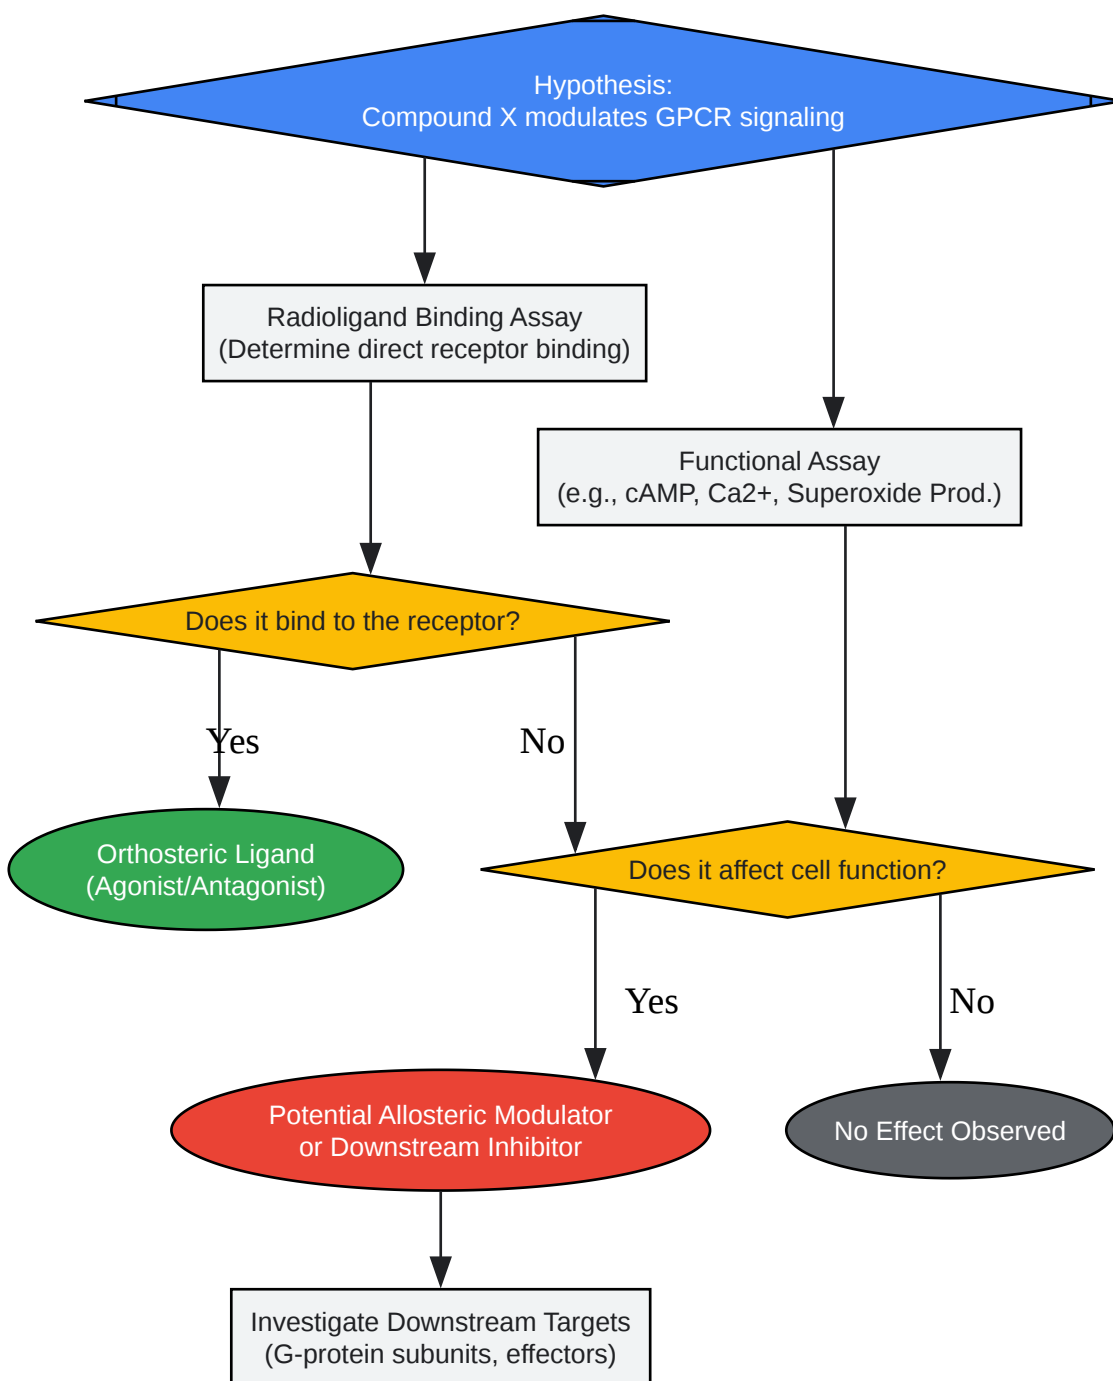 Hypothesis:
Compound X modulates GPCR signaling
Radioligand Binding Assay
(Determine direct receptor binding)
Functional Assay
(e.g., cAMP, Ca2+, Superoxide Prod.)
Does it bind to the receptor?
Yes
No
Orthosteric Ligand
(Agonist/Antagonist)
Does it affect cell function?
Yes
No
Potential Allosteric Modulator
or Downstream Inhibitor
No Effect Observed
Investigate Downstream Targets
(G-protein subunits, effectors)